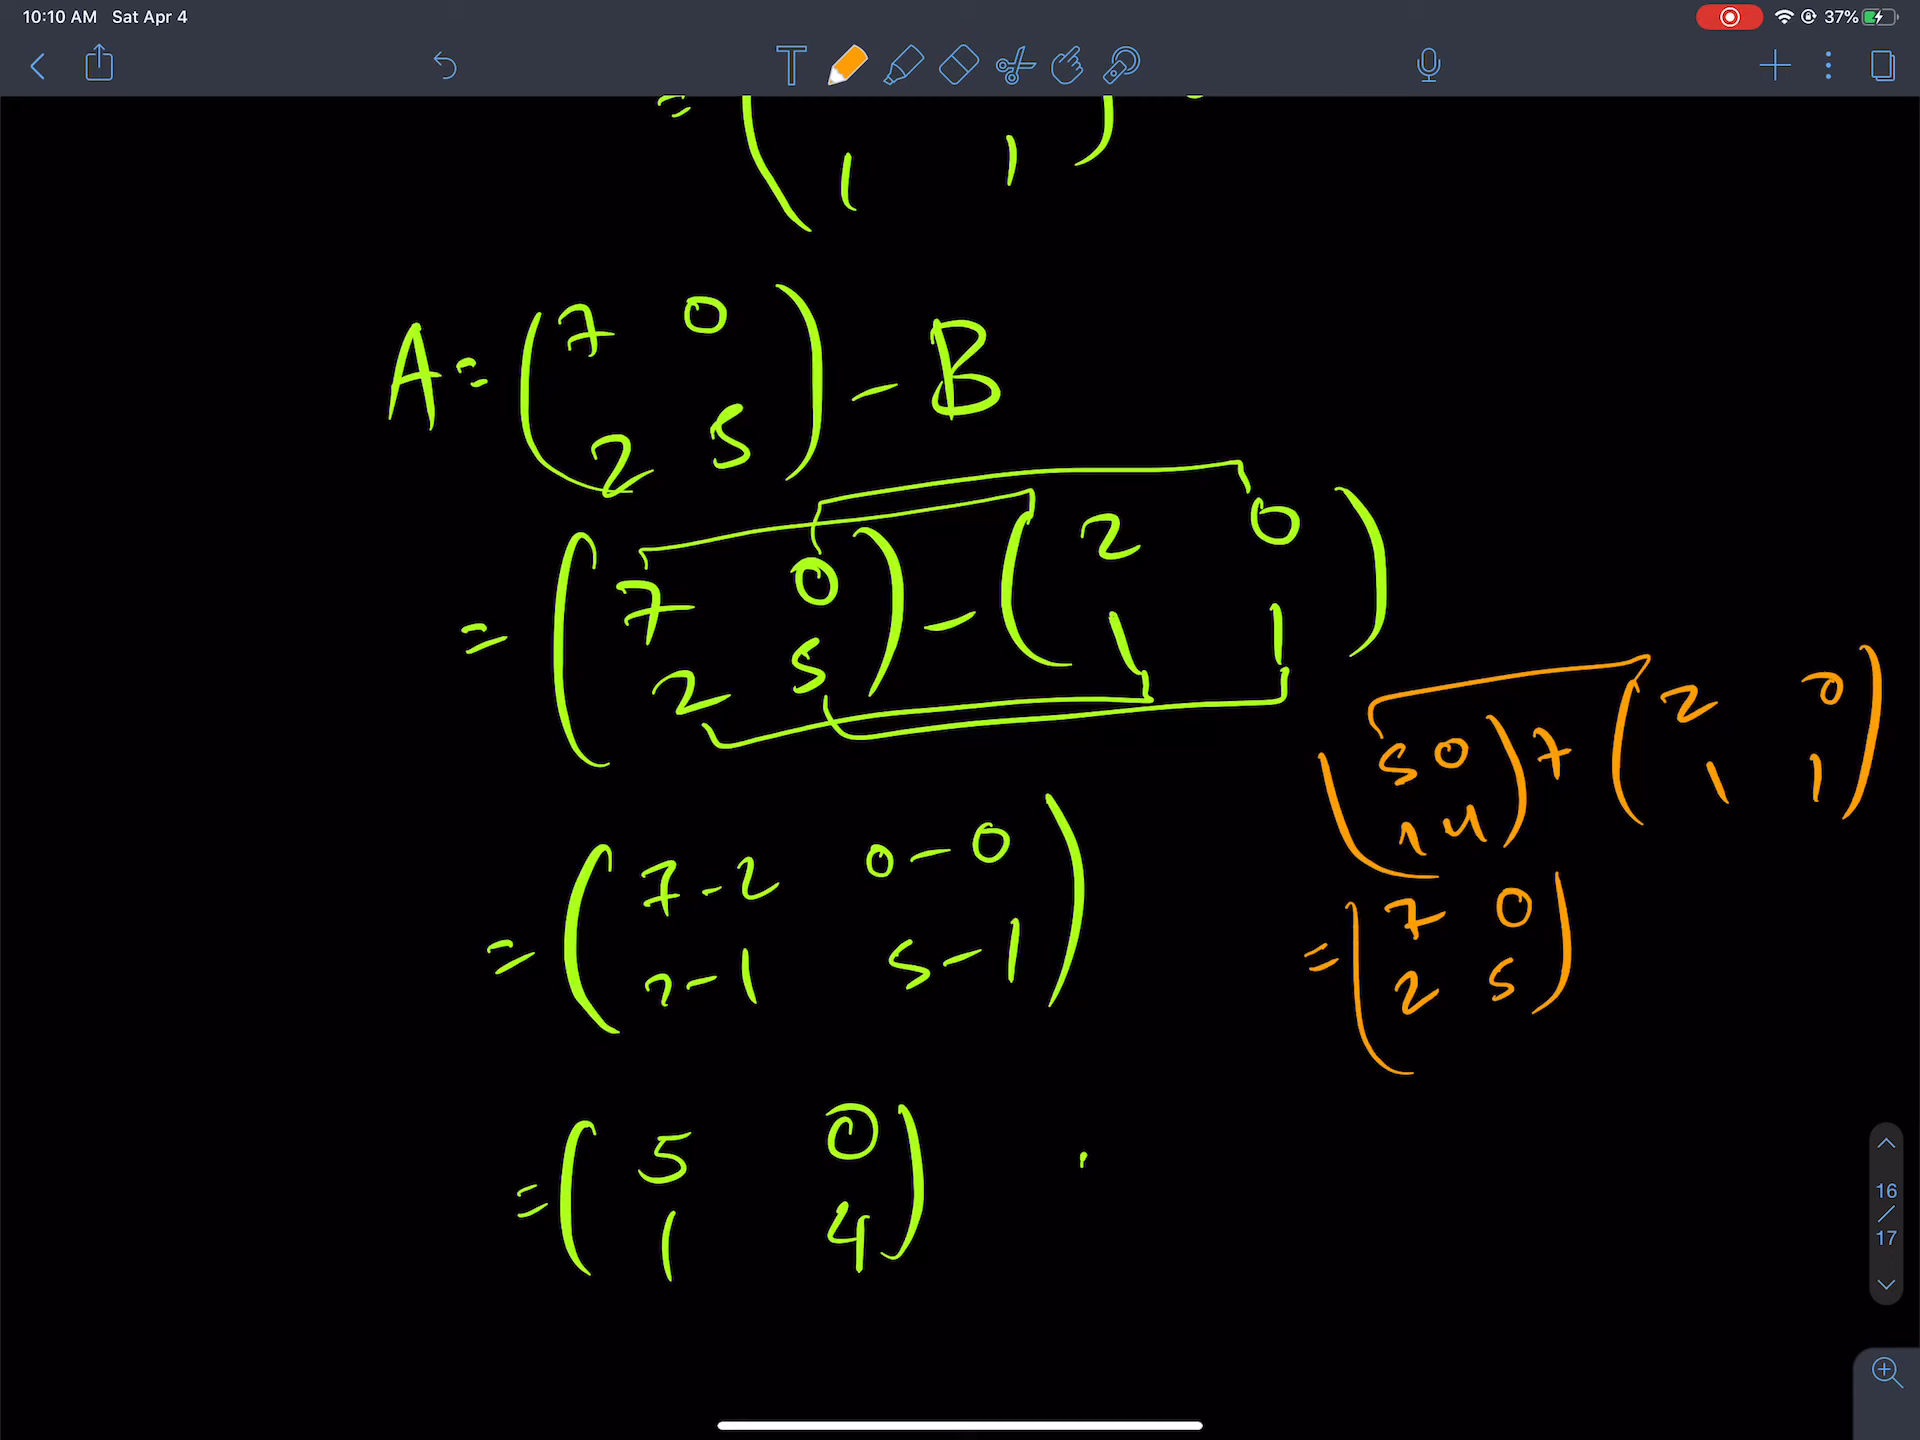 10:10 AM Sat Apr 4
37%
T
= (
1 1 )
A = ( 7 0
2 5 ) - B
= ( 7 0
2 5 ) - ( 2 0
1 1 )
= ( 7-2 0-0
2-1 5-1 )
= ( 5 0
1 4 )
( 5 0
1 4 ) + ( 2 0
1 1 )
= ( 7 0
2 5 )
16
/
17